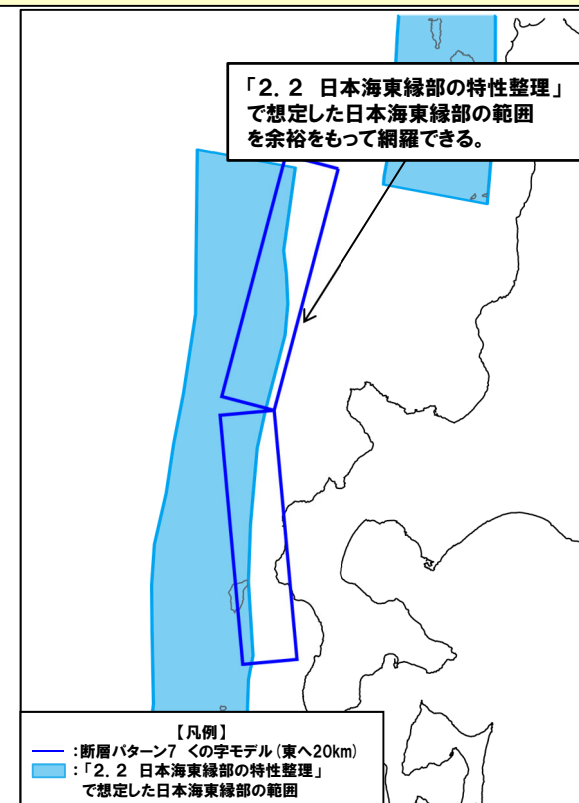 「2.2 日本海東縁部の特性整理」
で想定した日本海東縁部の範囲
を余裕をもって網羅できる。
【凡例】
:断層パターン7 くの字モデル(東へ20km)
:「2.2 日本海東縁部の特性整理」
で想定した日本海東縁部の範囲